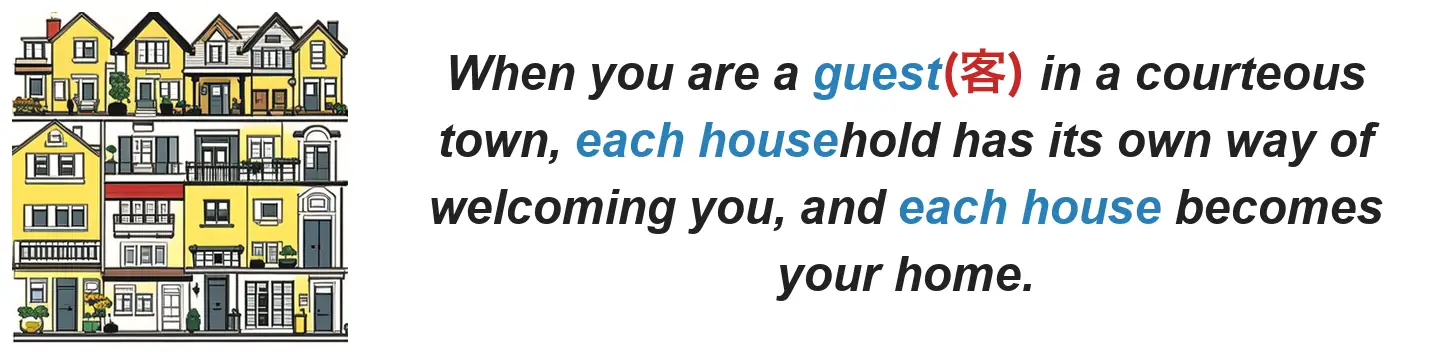 When you are a guest(客) in a courteous
town, each household has its own way of
welcoming you, and each house becomes
your home.